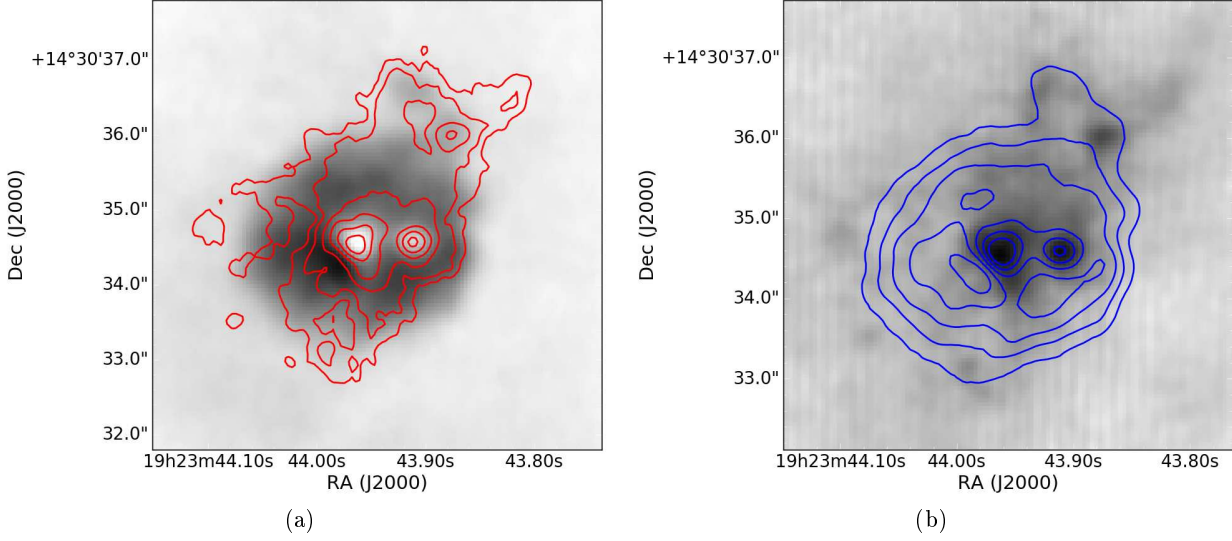 +14°30'37.0"
36.0"
35.0"
34.0"
33.0"
32.0"
Dec (J2000)
19h23m44.10s 44.00s 43.90s 43.80s
RA (J2000)
(a)
+14°30'37.0"
36.0"
35.0"
34.0"
33.0"
Dec (J2000)
19h23m44.10s 44.00s 43.90s 43.80s
RA (J2000)
(b)